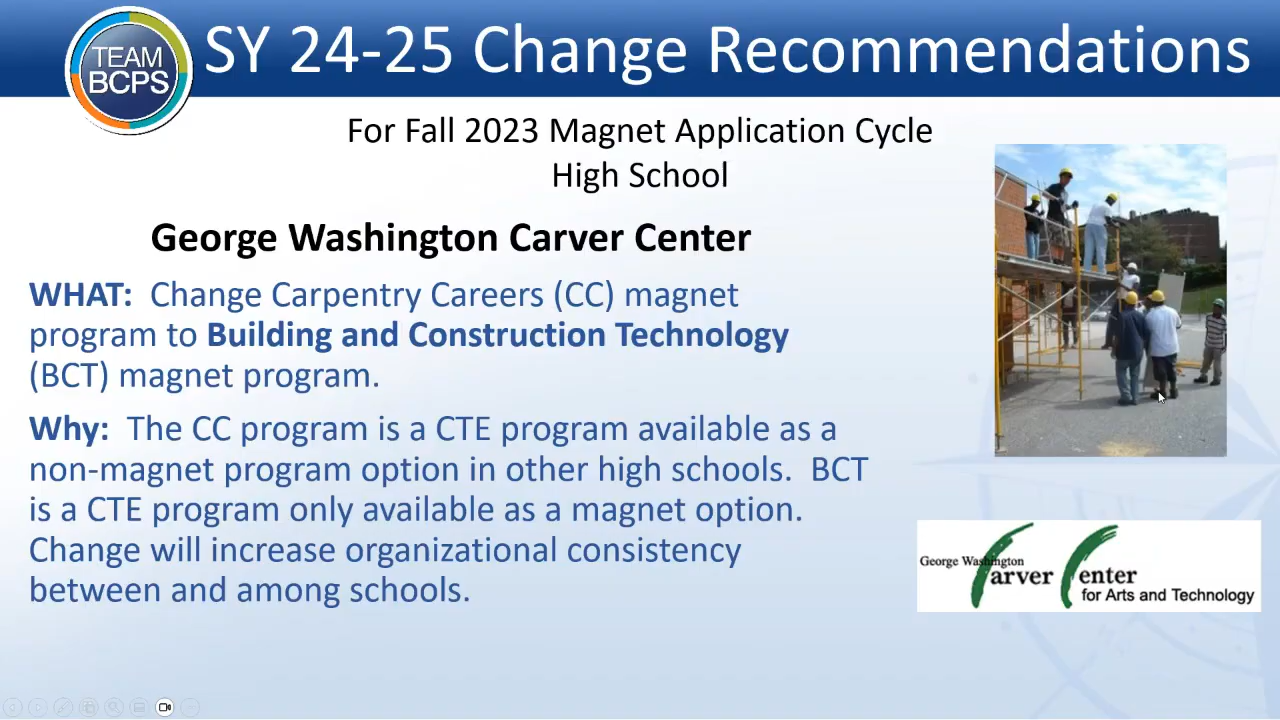 TEAM
BCPS
SY 24-25 Change Recommendations
For Fall 2023 Magnet Application Cycle
High School
George Washington Carver Center
WHAT:  Change Carpentry Careers (CC) magnet
program to Building and Construction Technology
(BCT) magnet program.
Why:  The CC program is a CTE program available as a
non-magnet program option in other high schools.  BCT
is a CTE program only available as a magnet option.
Change will increase organizational consistency
between and among schools.
George Washington
Carver Center
for Arts and Technology